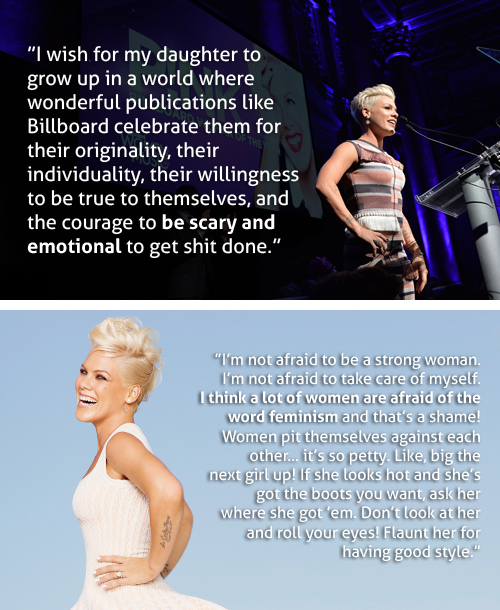 "I wish for my daughter to
grow up in a world where
wonderful publications like
Billboard celebrate them for
their originality, their
individuality, their willingness
to be true to themselves, and
the courage to be scary and
emotional to get shit done."
"I'm not afraid to be a strong woman.
I'm not afraid to take care of myself.
I think a lot of women are afraid of the
word feminism and that's a shame!
Women pit themselves against each
other... it's so petty. Like, big the
next girl up! If she looks hot and she's
got the boots you want, ask her
where she got 'em. Don't look at her
and roll your eyes! Flaunt her for
having good style."